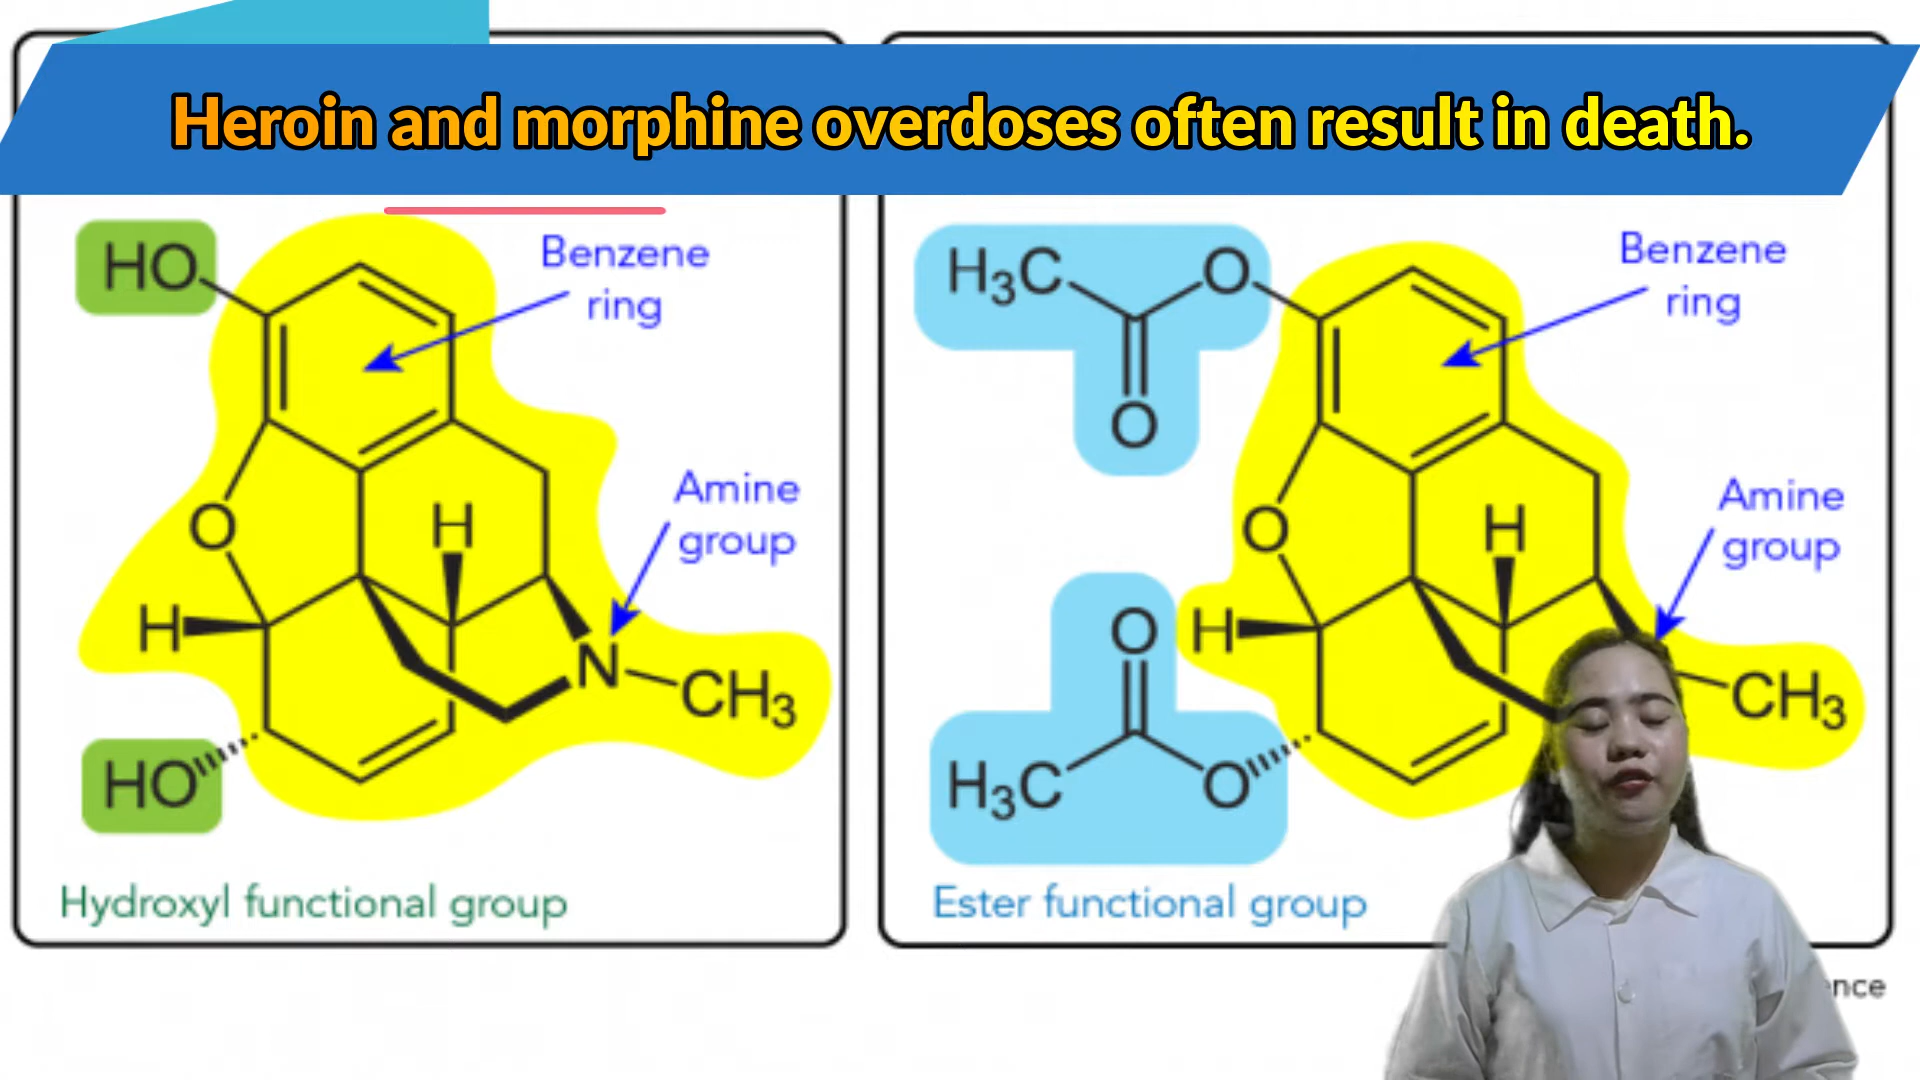 Heroin and morphine overdoses often result in death.
HO
Benzene
ring
O
H
Amine
group
H
N
CH3
HO
Hydroxyl functional group
H3C
O
O
Benzene
ring
O
H
Amine
group
O
H
CH3
H3C
O
Ester functional group